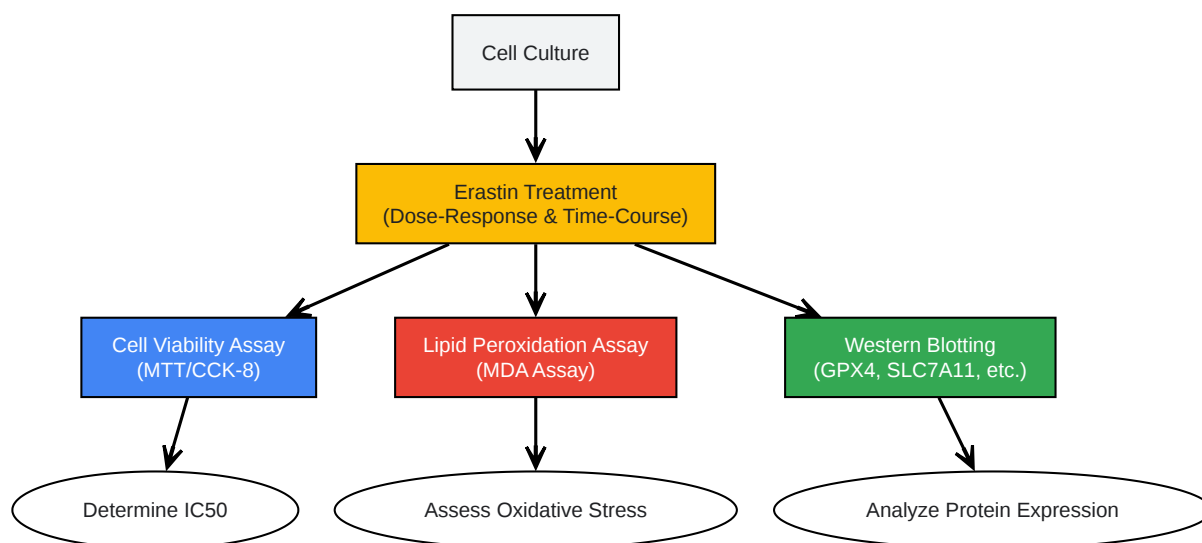 Cell Culture
Erastin Treatment
(Dose-Response & Time-Course)
Cell Viability Assay
(MTT/CCK-8)
Lipid Peroxidation Assay
(MDA Assay)
Western Blotting
(GPX4, SLC7A11, etc.)
Determine IC50
Assess Oxidative Stress
Analyze Protein Expression